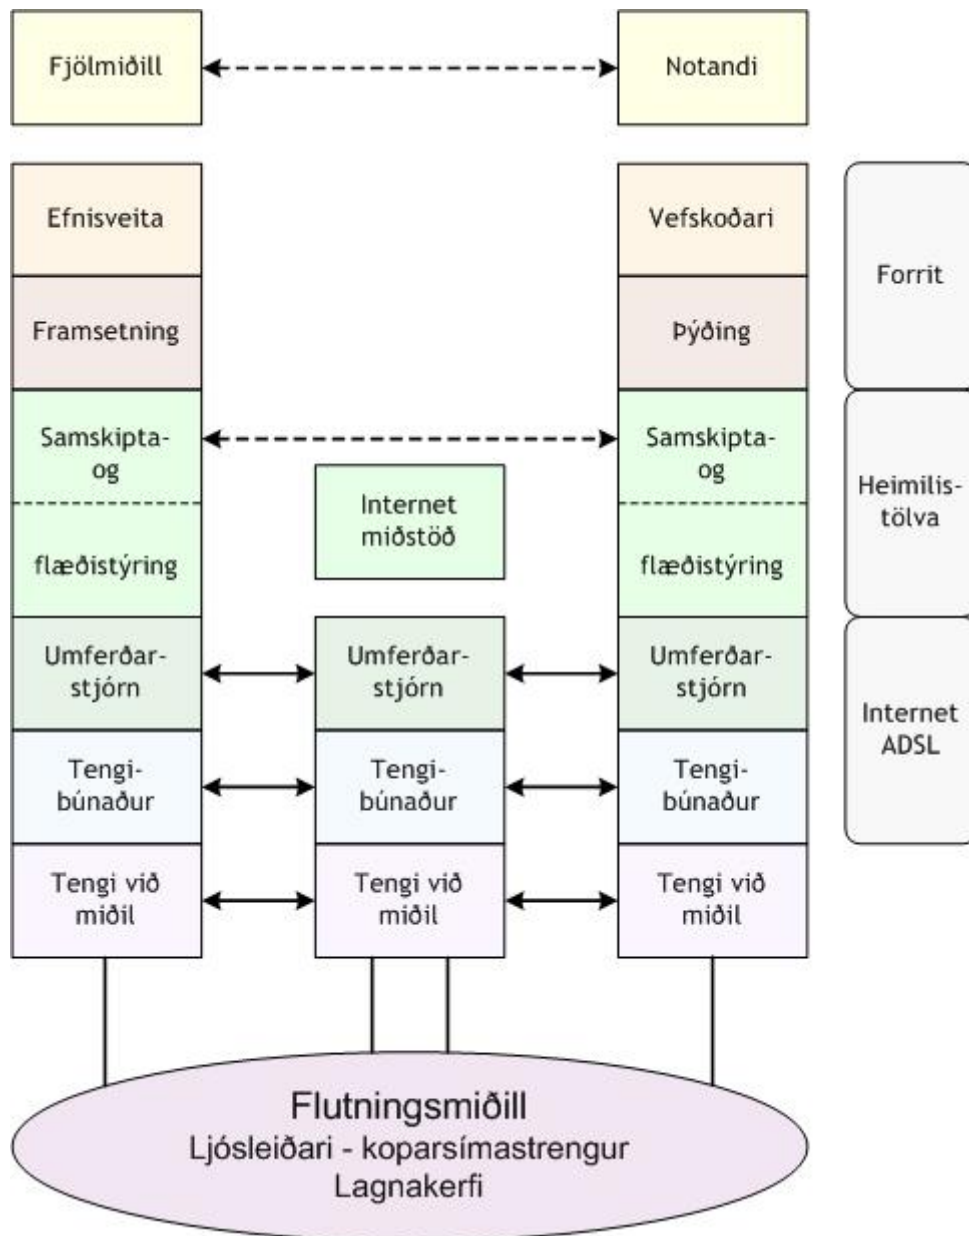 Fjölmiðill
Notandi
Efnisveita
Vefskoðari
Forrit
Framsetning
Þýðing
Samskipta-
og
flæðistýring
Internet
miðstöð
Samskipta-
og
flæðistýring
Heimilis-
tölva
Umferðar-
stjórn
Umferðar-
stjórn
Umferðar-
stjórn
Internet
ADSL
Tengi-
búnaður
Tengi-
búnaður
Tengi-
búnaður
Tengi við
miðil
Tengi við
miðil
Tengi við
miðil
Flutningsmiðill
Ljósleiðari - koparsímastrengur
Lagnakerfi